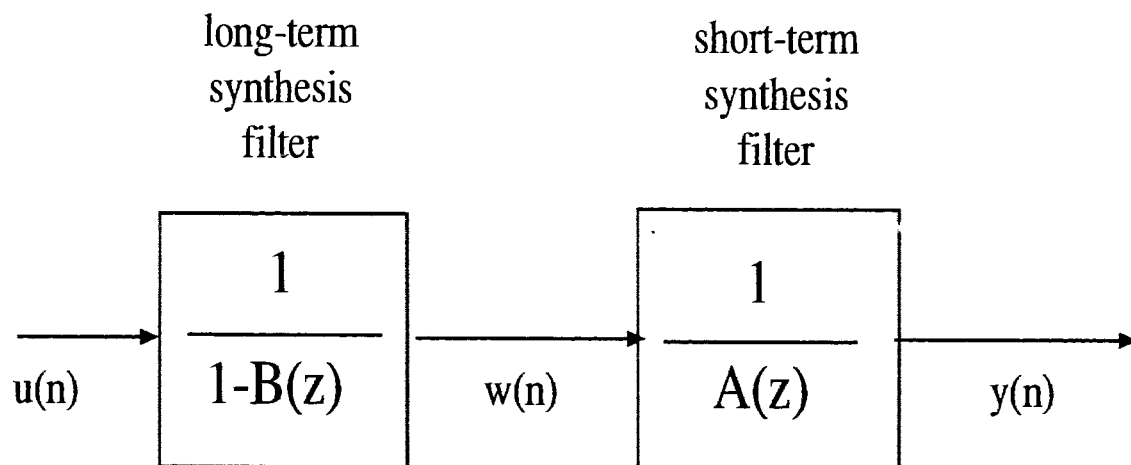 long-term
synthesis
filter
short-term
synthesis
filter
1
1-B(z)
1
A(z)
u(n)
w(n)
y(n)